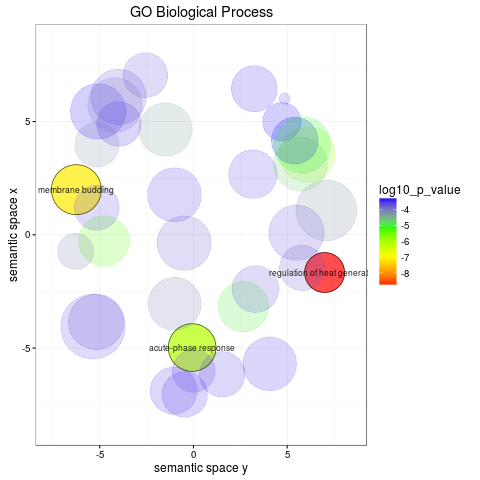 GO Biological Process
semantic space x
5
0
-5
membrane budding
regulation of heat generat
acute-phase response
-5
0
5
semantic space y
log10_p_value
-4
-5
-6
-7
-8